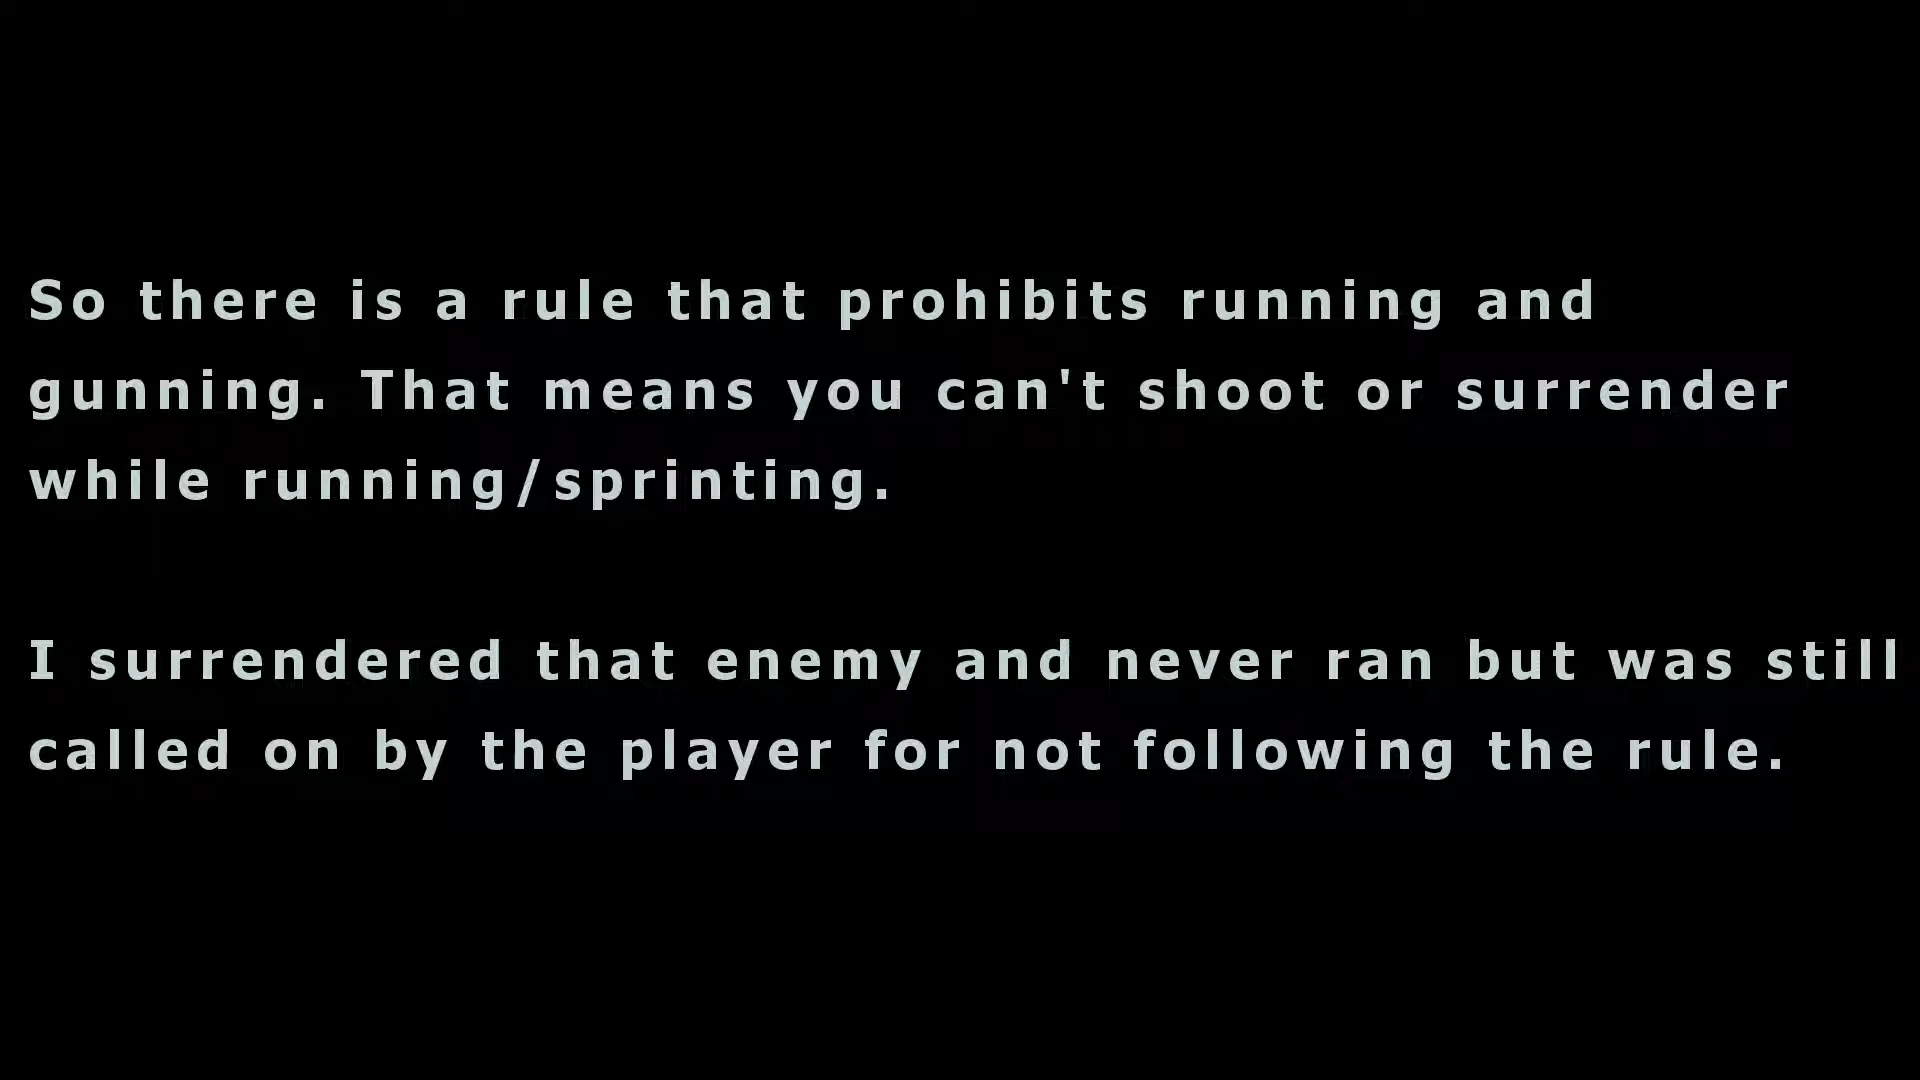 So there is a rule that prohibits running and
gunning. That means you can't shoot or surrender
while running/sprinting.
I surrendered that enemy and never ran but was still
called on by the player for not following the rule.